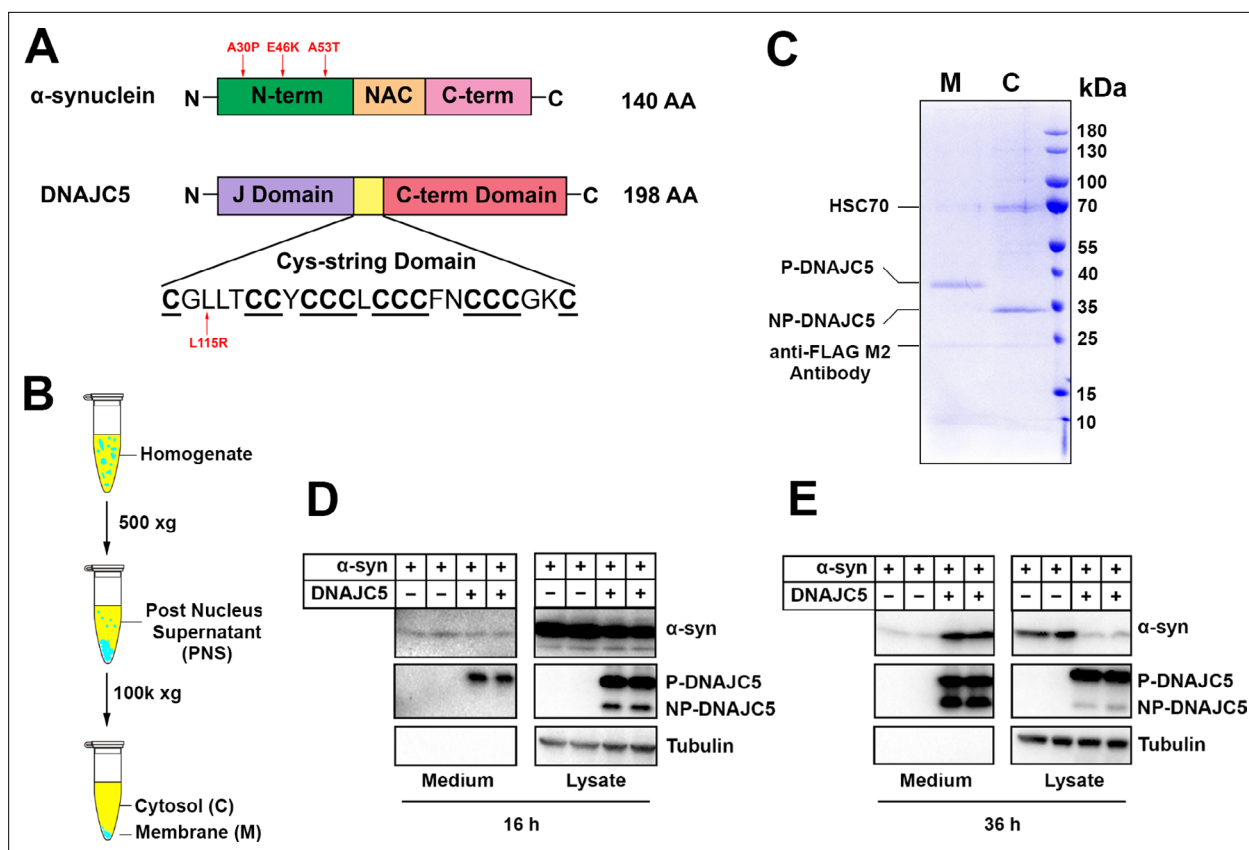 A
A30P E46K A53T
α-synuclein N N-term NAC C-term C 140 AA
DNAJC5 N J Domain C-term Domain C 198 AA
Cys-string Domain
CGLLTCCYCCCLCCCFNCCCGKC
L115R
B
Homogenate
500 xg
Post Nucleus
Supernatant
(PNS)
100k xg
Cytosol (C)
Membrane (M)
C
M C kDa
180
130
100
HSC70 70
55
P-DNAJC5 40
NP-DNAJC5 35
anti-FLAG M2 25
Antibody
15
10
D
α-syn + + + + + + + +
DNAJC5 − − + + − − + +
α-syn
P-DNAJC5
NP-DNAJC5
Tubulin
Medium Lysate
16 h
E
α-syn + + + + + + + +
DNAJC5 − − + + − − + +
α-syn
P-DNAJC5
NP-DNAJC5
Tubulin
Medium Lysate
36 h